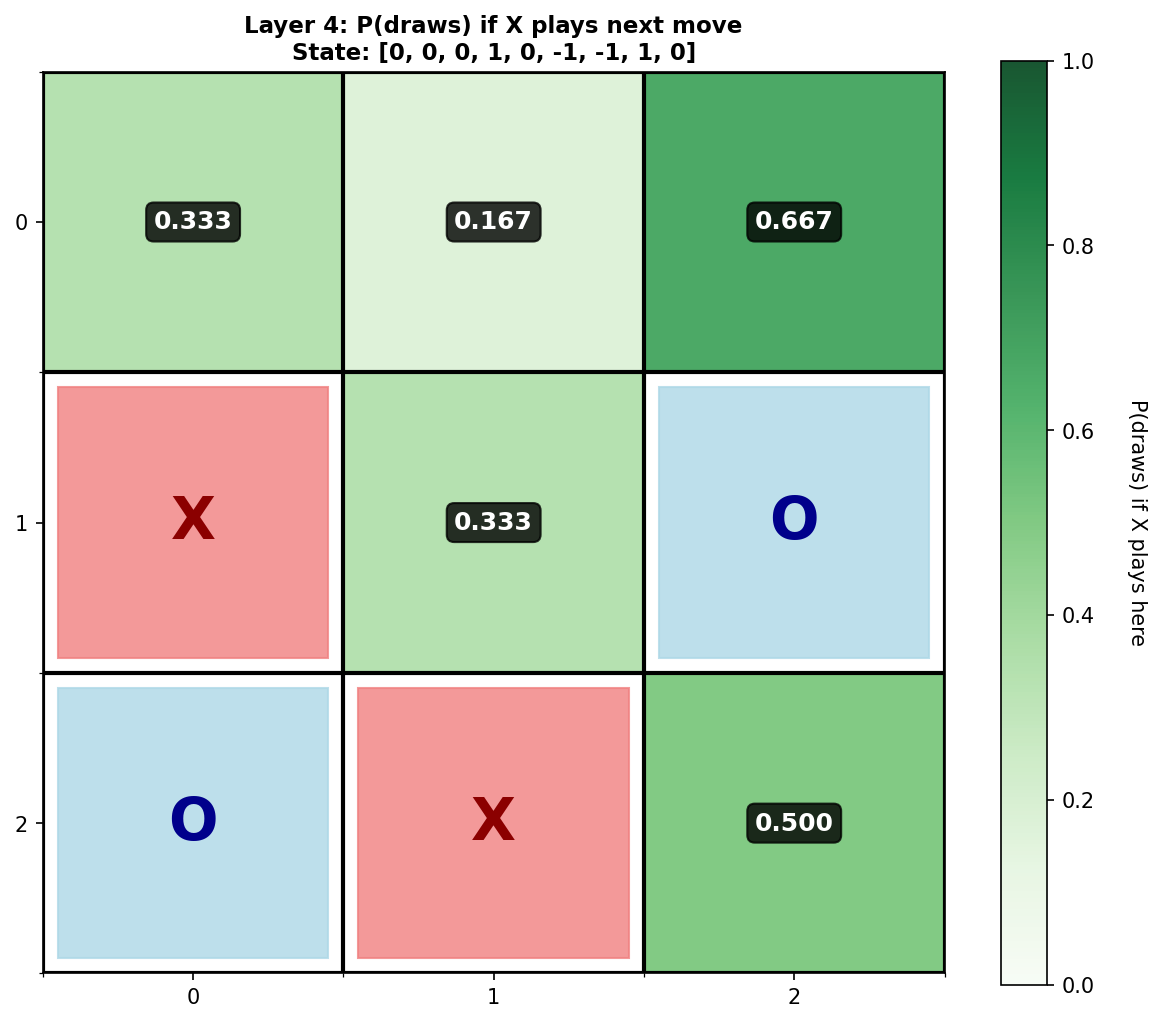 Layer 4: P(draws) if X plays next move
State: [0, 0, 0, 1, 0, -1, -1, 1, 0]
0
0.333
0.167
0.667
1
X
0.333
O
2
O
X
0.500
0
1
2
1.0
0.8
0.6
0.4
0.2
0.0
P(draws) if X plays here